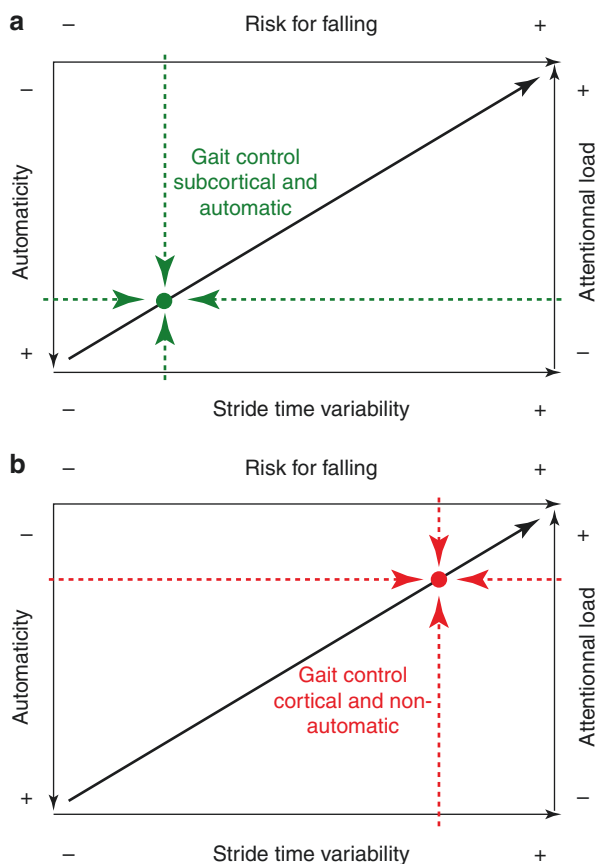 a
– Risk for falling +
– +
Automaticity
Gait control
subcortical and
automatic
Attentionnal load
+ –
– Stride time variability +
b
– Risk for falling +
– +
Automaticity
Gait control
cortical and non-
automatic
Attentionnal load
+ –
– Stride time variability +